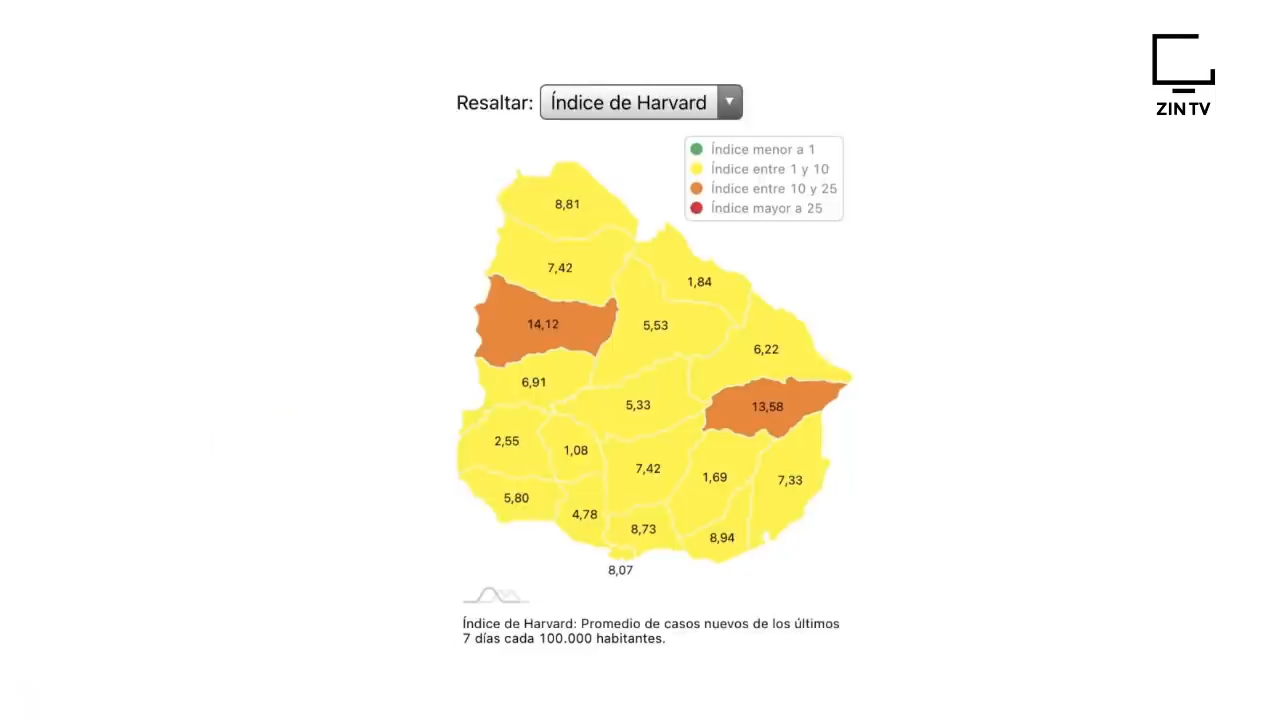 ZIN TV
Resaltar: Índice de Harvard
Índice menor a 1
Índice entre 1 y 10
Índice entre 10 y 25
Índice mayor a 25
8,81
7,42
1,84
14,12
5,53
6,22
6,91
5,33
13,58
2,55
1,08
7,42
1,69
7,33
5,80
4,78
8,73
8,94
8,07
Índice de Harvard: Promedio de casos nuevos de los últimos
7 días cada 100.000 habitantes.